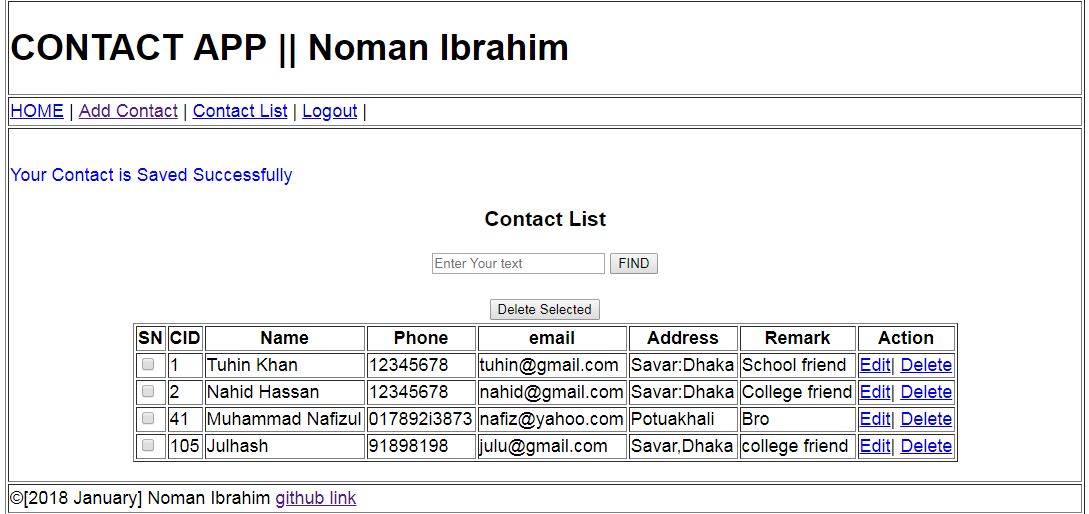 CONTACT APP || Noman Ibrahim
HOME | Add Contact | Contact List | Logout |
Your Contact is Saved Successfully
Contact List
Enter Your text FIND
Delete Selected
SN CID Name Phone email Address Remark Action
1 Tuhin Khan 12345678 tuhin@gmail.com Savar:Dhaka School friend Edit| Delete
2 Nahid Hassan 12345678 nahid@gmail.com Savar:Dhaka College friend Edit| Delete
41 Muhammad Nafizul 017892i3873 nafiz@yahoo.com Potuakhali Bro Edit| Delete
105 Julhash 91898198 julu@gmail.com Savar,Dhaka college friend Edit| Delete
©[2018 January] Noman Ibrahim github link